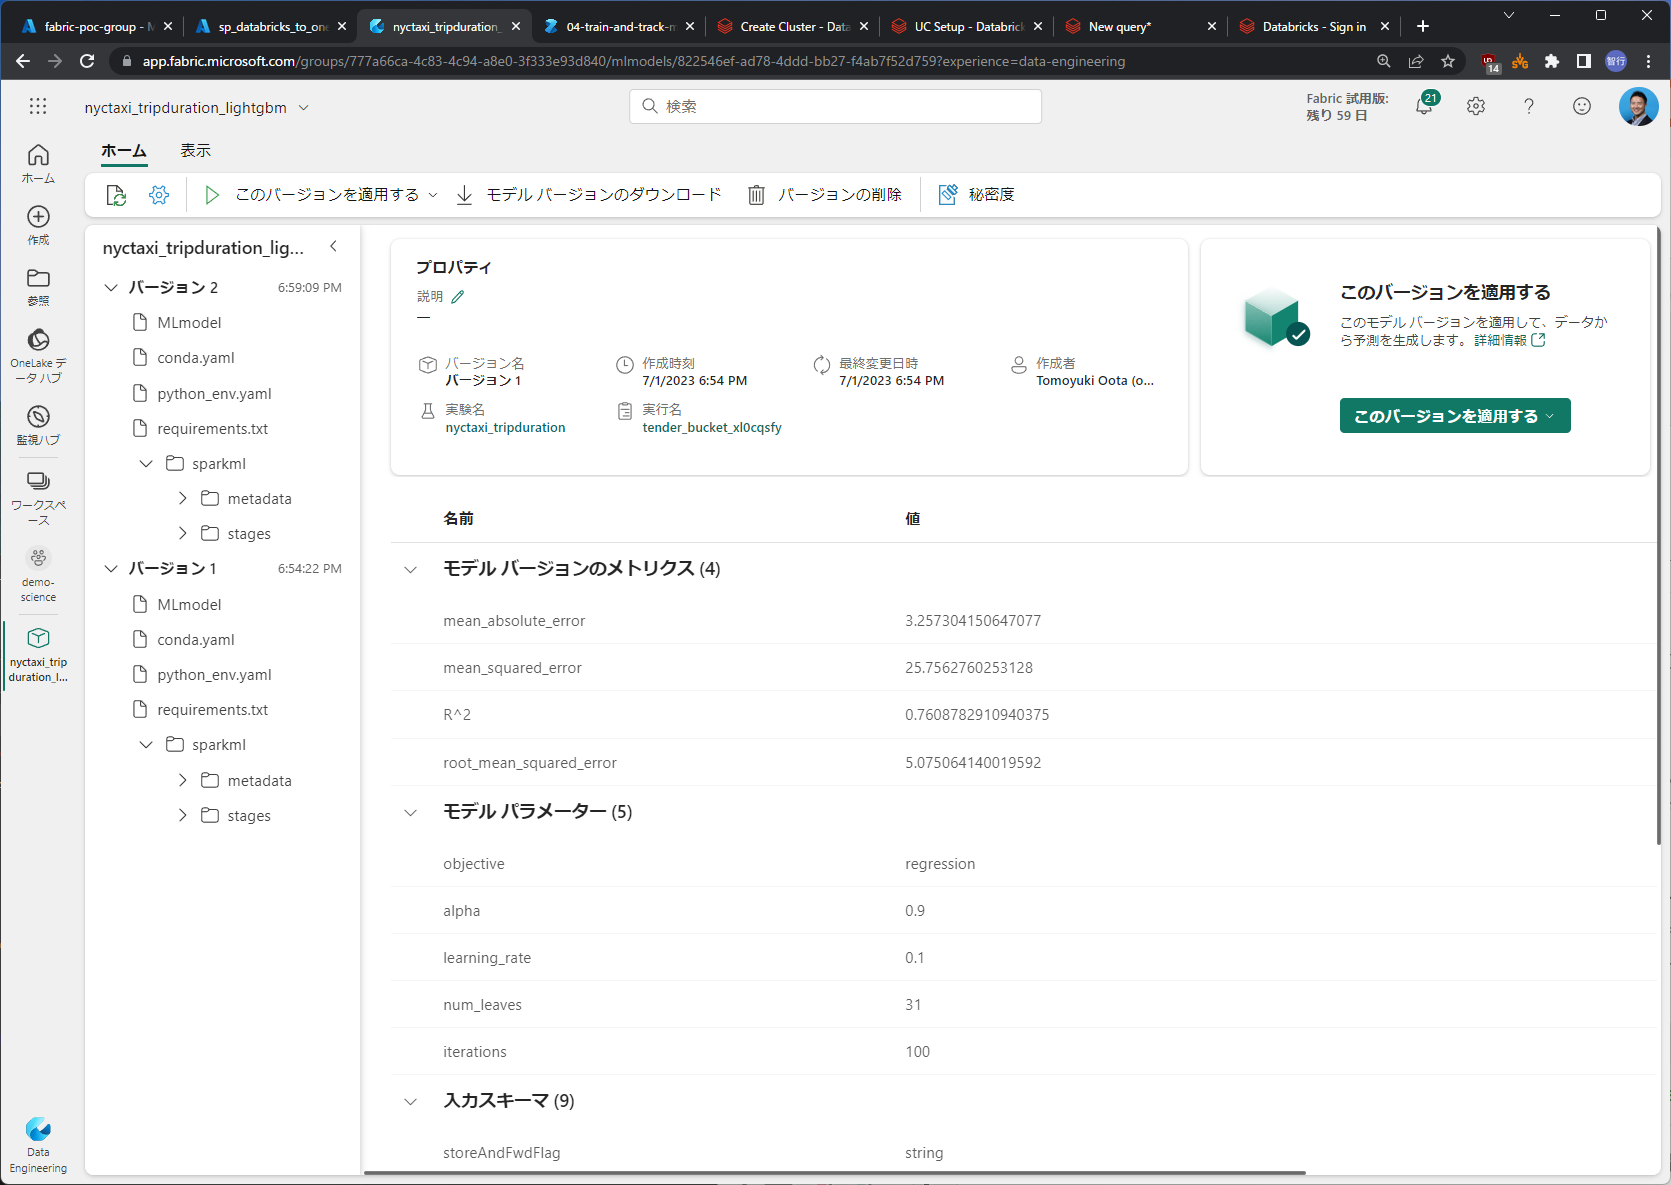 fabric-poc-group - M
sp_databricks_to_one
nyctaxi_tripduration_
04-train-and-track-m
Create Cluster - Data
UC Setup - Databrick
New query*
Databricks - Sign in
app.fabric.microsoft.com/groups/777a66ca-4c83-4c94-a8e0-3f333e93d840/mlmodels/822546ef-ad78-4ddd-bb27-f4ab7f52d759?experience=data-engineering
14
智行
nyctaxi_tripduration_lightgbm
検索
Fabric 試用版:
残り 59 日
21
ホーム
作成
参照
OneLake デ
ータ ハブ
監視ハブ
ワークスペ
ース
demo-
science
nyctaxi_trip
duration_l...
Data
Engineering
ホーム 表示
このバージョンを適用する
モデル バージョンのダウンロード
バージョンの削除
秘密度
nyctaxi_tripduration_lig...
バージョン 2 6:59:09 PM
MLmodel
conda.yaml
python_env.yaml
requirements.txt
sparkml
metadata
stages
バージョン 1 6:54:22 PM
MLmodel
conda.yaml
python_env.yaml
requirements.txt
sparkml
metadata
stages
プロパティ
説明
—
バージョン名
バージョン 1
作成時刻
7/1/2023 6:54 PM
最終変更日時
7/1/2023 6:54 PM
作成者
Tomoyuki Oota (o...
実験名
nyctaxi_tripduration
実行名
tender_bucket_xl0cqsfy
このバージョンを適用する
このモデル バージョンを適用して、データか
ら予測を生成します。詳細情報
このバージョンを適用する
名前 値
モデル バージョンのメトリクス (4)
mean_absolute_error 3.257304150647077
mean_squared_error 25.7562760253128
R^2 0.7608782910940375
root_mean_squared_error 5.075064140019592
モデル パラメーター (5)
objective regression
alpha 0.9
learning_rate 0.1
num_leaves 31
iterations 100
入力スキーマ (9)
storeAndFwdFlag string